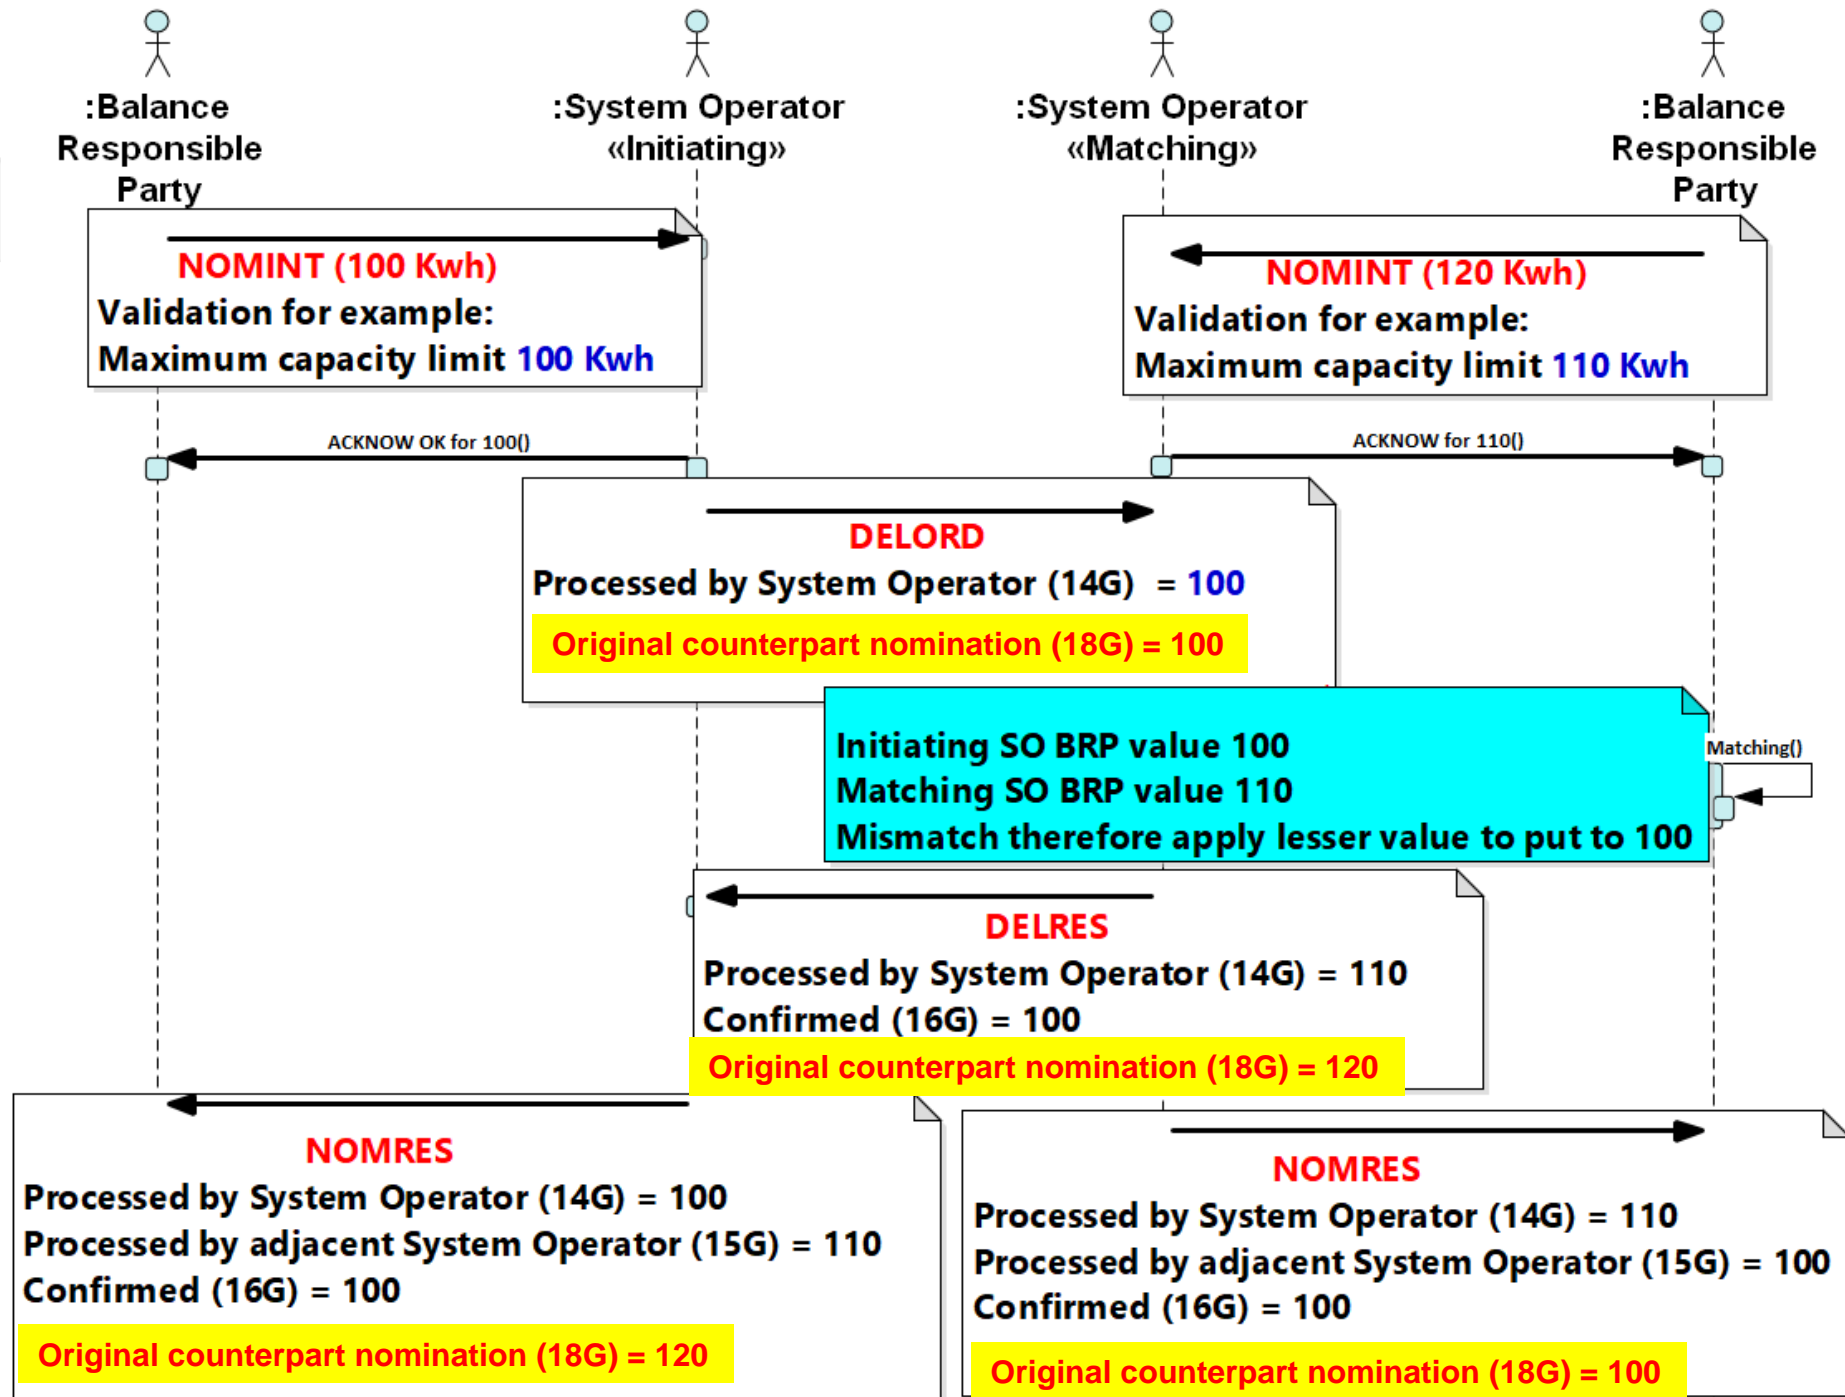 :Balance
Responsible
Party
:System Operator
«Initiating»
:System Operator
«Matching»
:Balance
Responsible
Party
NOMINT (100 Kwh)
Validation for example:
Maximum capacity limit 100 Kwh
NOMINT (120 Kwh)
Validation for example:
Maximum capacity limit 110 Kwh
ACKNOW OK for 100()
ACKNOW for 110()
DELORD
Processed by System Operator (14G) = 100
Original counterpart nomination (18G) = 100
Initiating SO BRP value 100
Matching SO BRP value 110
Mismatch therefore apply lesser value to put to 100
Matching()
DELRES
Processed by System Operator (14G) = 110
Confirmed (16G) = 100
Original counterpart nomination (18G) = 120
NOMRES
Processed by System Operator (14G) = 100
Processed by adjacent System Operator (15G) = 110
Confirmed (16G) = 100
Original counterpart nomination (18G) = 120
NOMRES
Processed by System Operator (14G) = 110
Processed by adjacent System Operator (15G) = 100
Confirmed (16G) = 100
Original counterpart nomination (18G) = 100